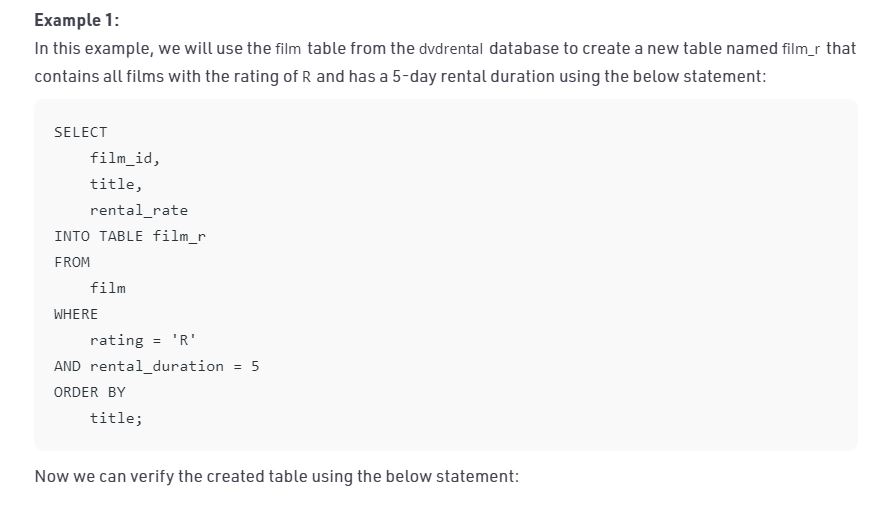 Example 1:
In this example, we will use the film table from the dvdrental database to create a new table named film_r that
contains all films with the rating of R and has a 5-day rental duration using the below statement:
SELECT
    film_id,
    title,
    rental_rate
INTO TABLE film_r
FROM
    film
WHERE
    rating = 'R'
AND rental_duration = 5
ORDER BY
    title;
Now we can verify the created table using the below statement: